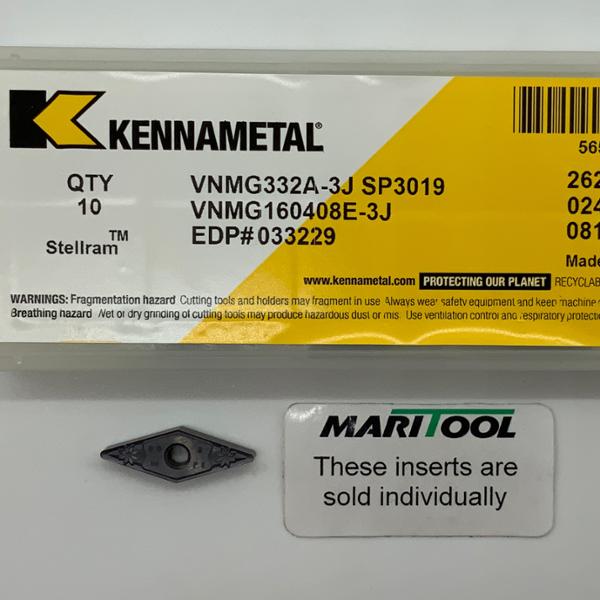 KENNAMETAL®
565
QTY
10
Stellram™
VNMG332A-3J SP3019
VNMG160408E-3J
EDP#033229
262
024
081
Made
www.kennametal.com PROTECTING OUR PLANET RECYCLAB
WARNINGS: Fragmentation hazard Cutting tools and holders may fragment in use Always wear safety equipment and keep machine
Breathing hazard Wet or dry grinding of cutting tools may produce hazardous dust or mis Use ventilation control and respiratory protectio
MARITOOL
These inserts are
sold individually